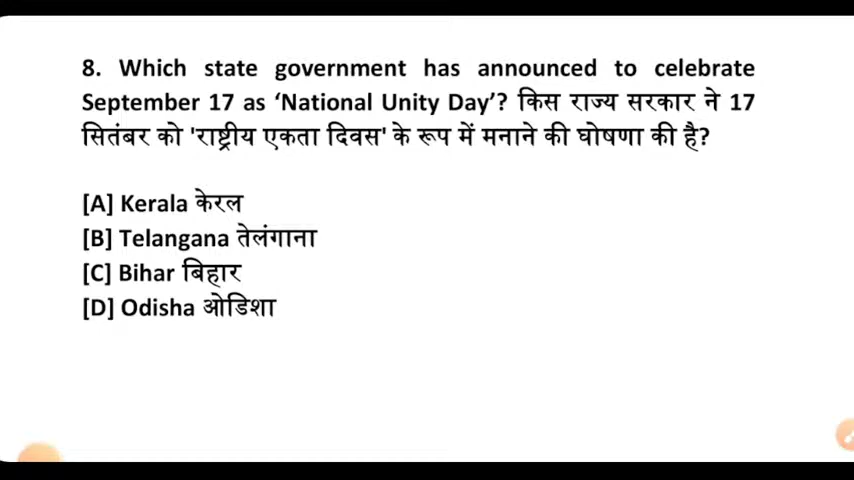 8. Which state government has announced to celebrate
September 17 as ‘National Unity Day’? किस राज्य सरकार ने 17
सितंबर को 'राष्ट्रीय एकता दिवस' के रूप में मनाने की घोषणा की है?
[A] Kerala केरल
[B] Telangana तेलंगाना
[C] Bihar बिहार
[D] Odisha ओडिशा